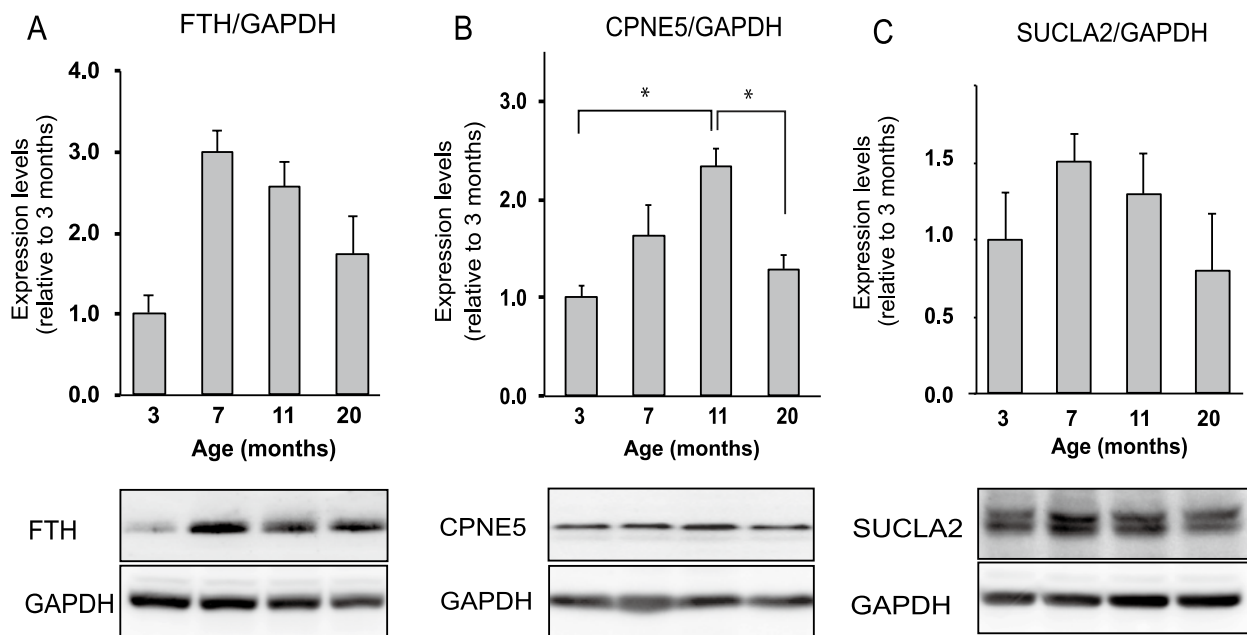 A
FTH/GAPDH
Expression levels
(relative to 3 months)
4.0
3.0
2.0
1.0
0.0
3 7 11 20
Age (months)
FTH
GAPDH
B
CPNE5/GAPDH
Expression levels
(relative to 3 months)
3.0
2.0
1.0
0.0
* *
3 7 11 20
Age (months)
CPNE5
GAPDH
C
SUCLA2/GAPDH
Expression levels
(relative to 3 months)
1.5
1.0
0.5
0.0
3 7 11 20
Age (months)
SUCLA2
GAPDH